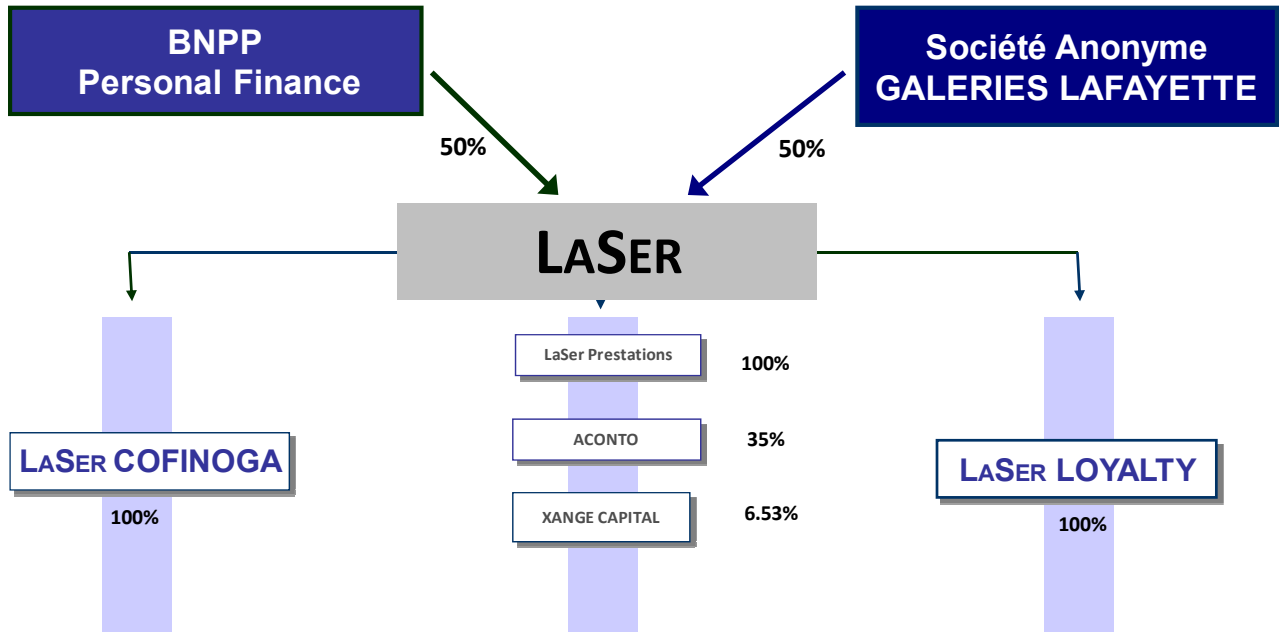 BNPP
Personal Finance
Société Anonyme
GALERIES LAFAYETTE
50%
50%
LASER
LaSer Prestations
100%
ACONTO
35%
LASER COFINOGA
LASER LOYALTY
XANGE CAPITAL
6.53%
100%
100%